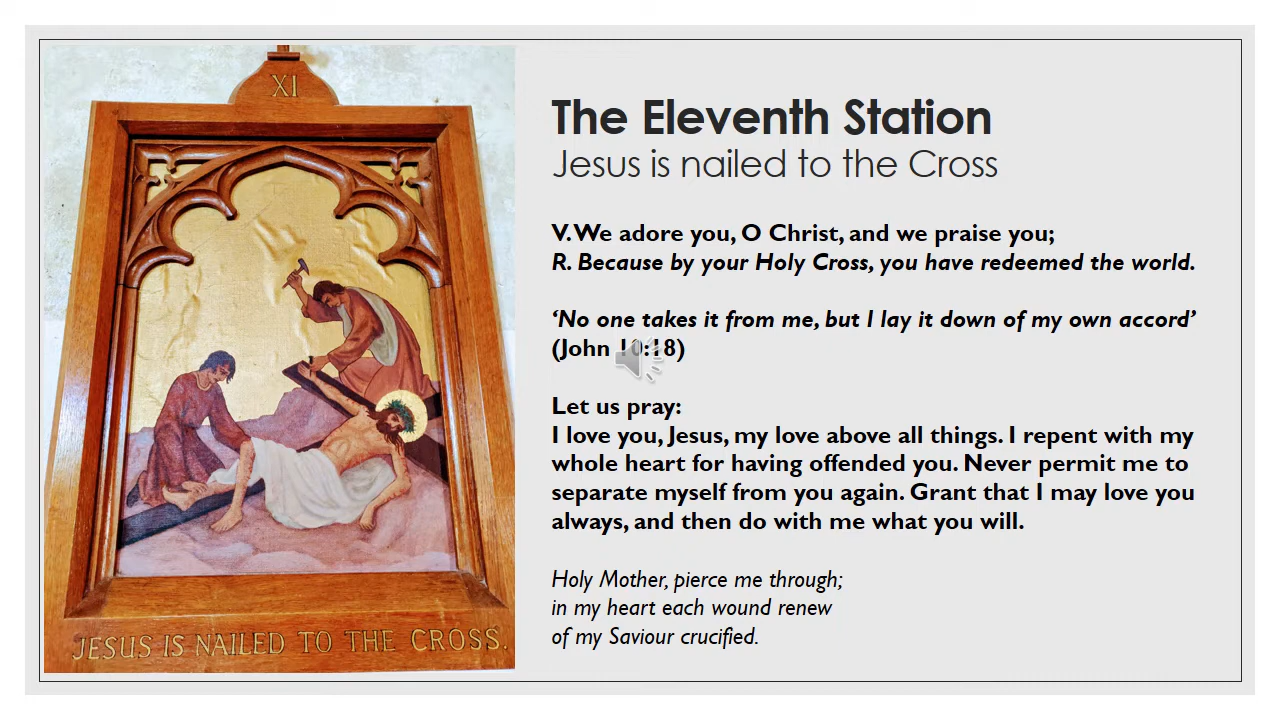 XI
JESUS IS NAILED TO THE CROSS.
The Eleventh Station
Jesus is nailed to the Cross
V. We adore you, O Christ, and we praise you;
R. Because by your Holy Cross, you have redeemed the world.
‘No one takes it from me, but I lay it down of my own accord’
(John 10:18)
Let us pray:
I love you, Jesus, my love above all things. I repent with my
whole heart for having offended you. Never permit me to
separate myself from you again. Grant that I may love you
always, and then do with me what you will.
Holy Mother, pierce me through;
in my heart each wound renew
of my Saviour crucified.